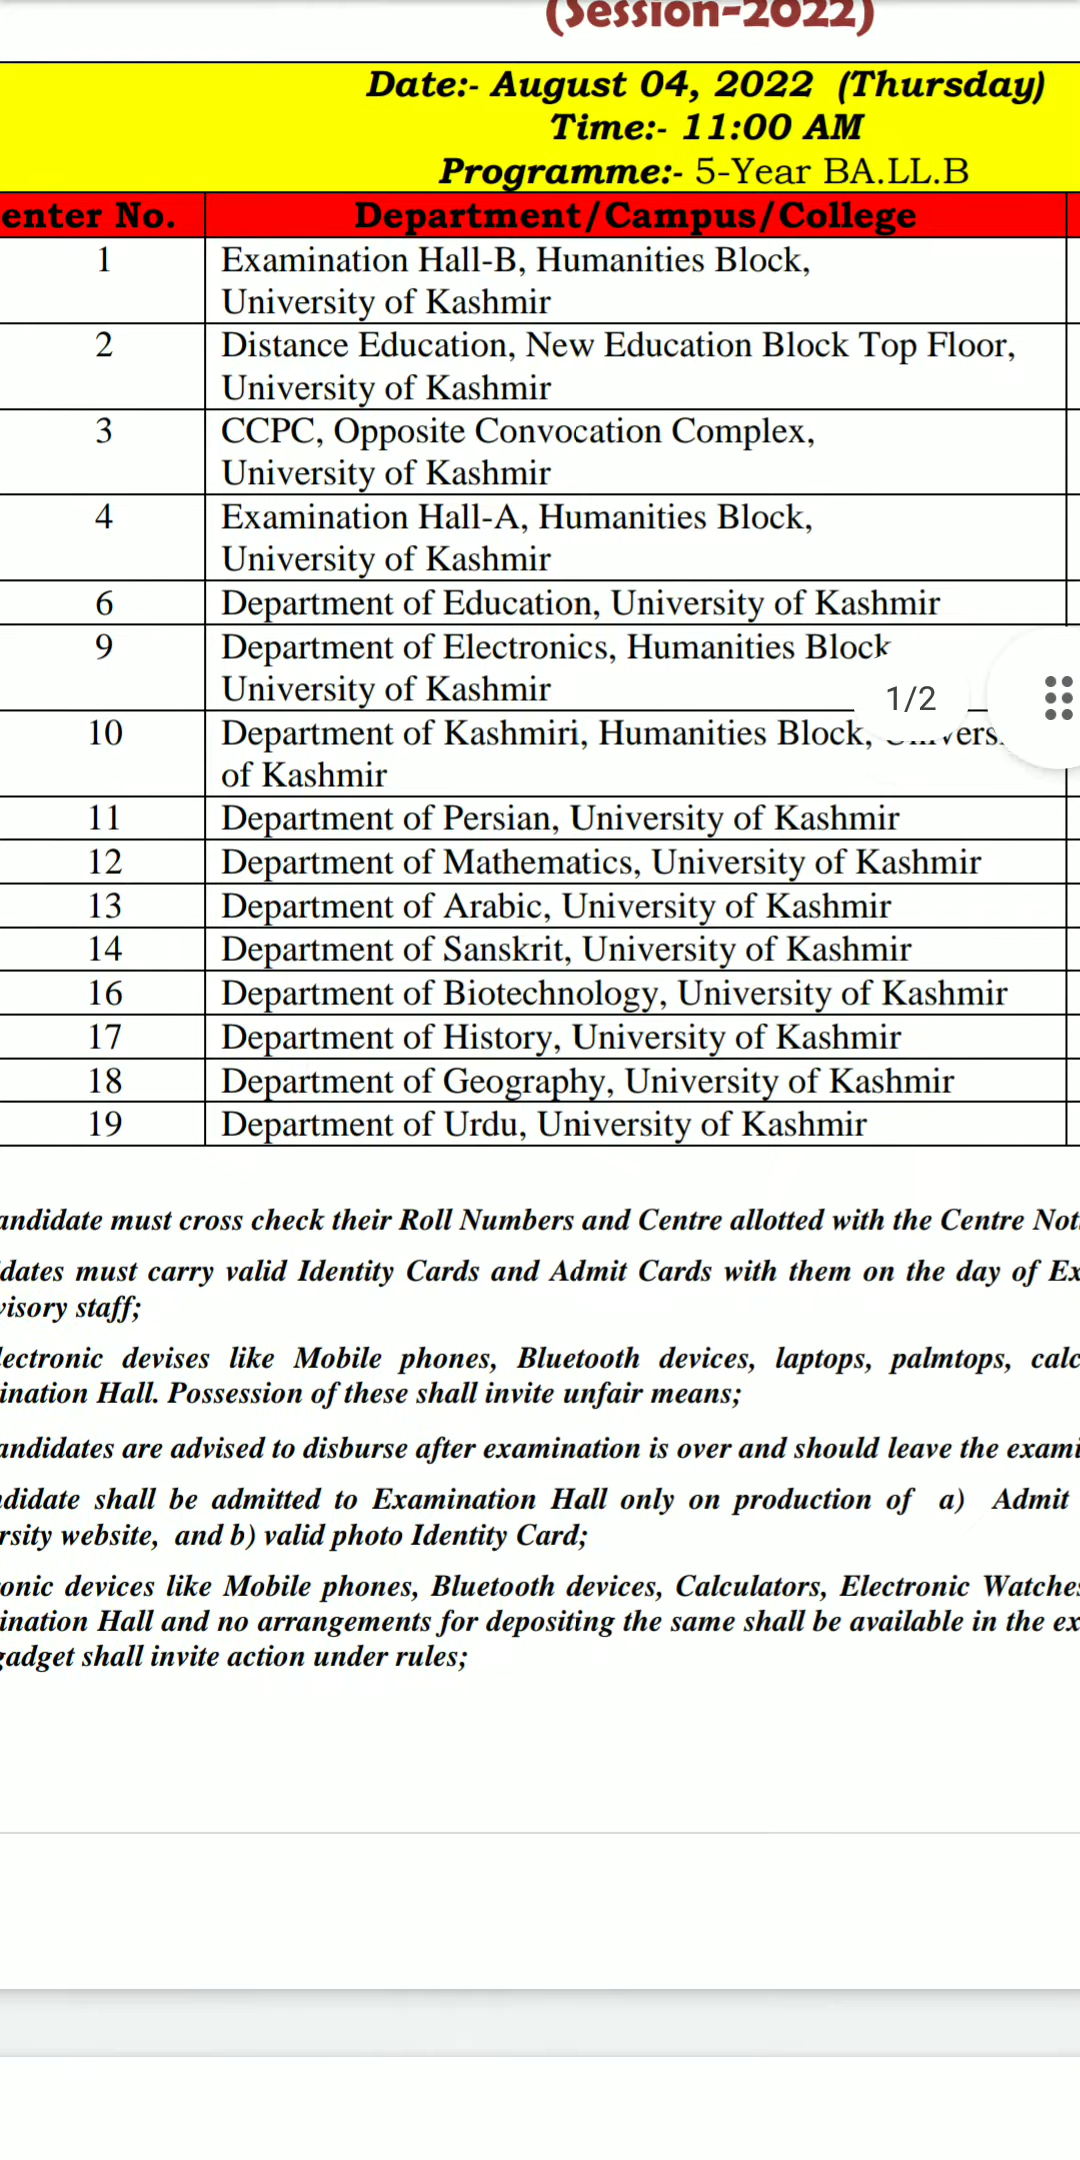 (Session-2022)
Date:- August 04, 2022 (Thursday)
Time:- 11:00 AM
Programme:- 5-Year BA.LL.B
enter No. Department/Campus/College
1 Examination Hall-B, Humanities Block,
University of Kashmir
2 Distance Education, New Education Block Top Floor,
University of Kashmir
3 CCPC, Opposite Convocation Complex,
University of Kashmir
4 Examination Hall-A, Humanities Block,
University of Kashmir
6 Department of Education, University of Kashmir
9 Department of Electronics, Humanities Block
University of Kashmir
1/2
10 Department of Kashmiri, Humanities Block,
of Kashmir
11 Department of Persian, University of Kashmir
12 Department of Mathematics, University of Kashmir
13 Department of Arabic, University of Kashmir
14 Department of Sanskrit, University of Kashmir
16 Department of Biotechnology, University of Kashmir
17 Department of History, University of Kashmir
18 Department of Geography, University of Kashmir
19 Department of Urdu, University of Kashmir
andidate must cross check their Roll Numbers and Centre allotted with the Centre Not
dates must carry valid Identity Cards and Admit Cards with them on the day of Ex
visory staff;
lectronic devises like Mobile phones, Bluetooth devices, laptops, palmtops, calc
ination Hall. Possession of these shall invite unfair means;
andidates are advised to disburse after examination is over and should leave the exami
didate shall be admitted to Examination Hall only on production of a) Admit
rsity website, and b) valid photo Identity Card;
onic devices like Mobile phones, Bluetooth devices, Calculators, Electronic Watches
ination Hall and no arrangements for depositing the same shall be available in the ex
gadget shall invite action under rules;